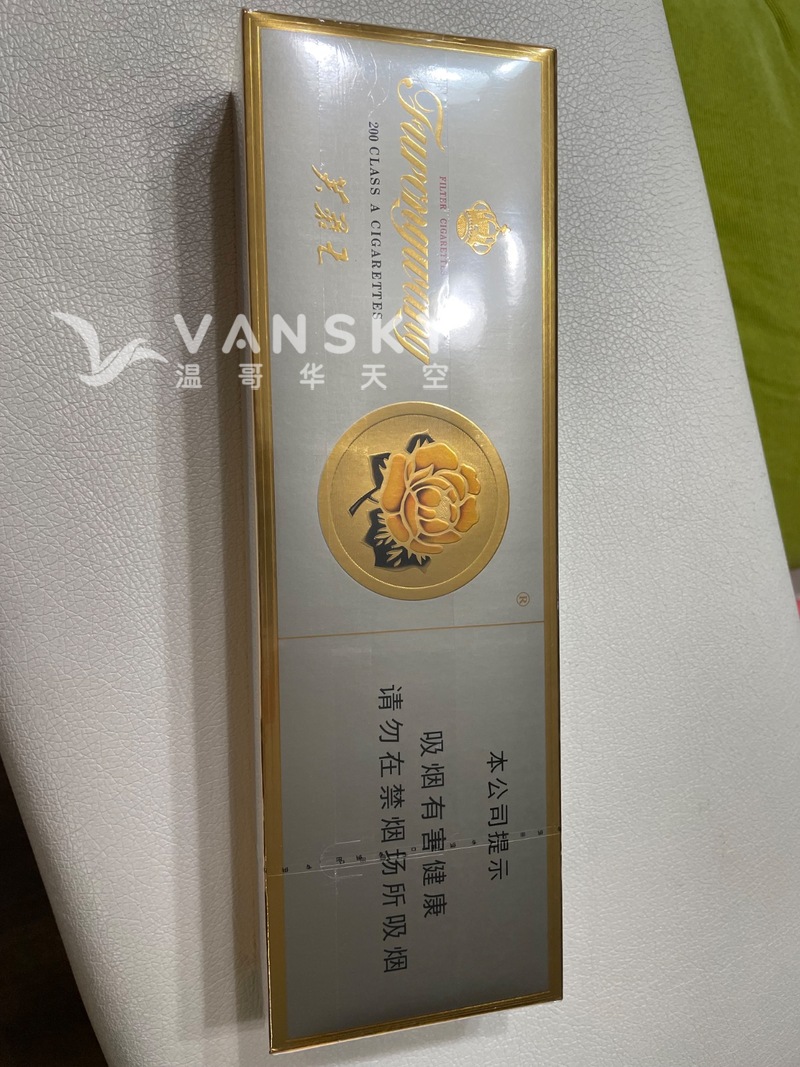 FILTER CIGARETTES
Furongwang
200 CLASS A CIGARETTES
芙蓉王
®
本公司提示
吸烟有害健康
请勿在禁烟场所吸烟
VANSKY
温哥华天空